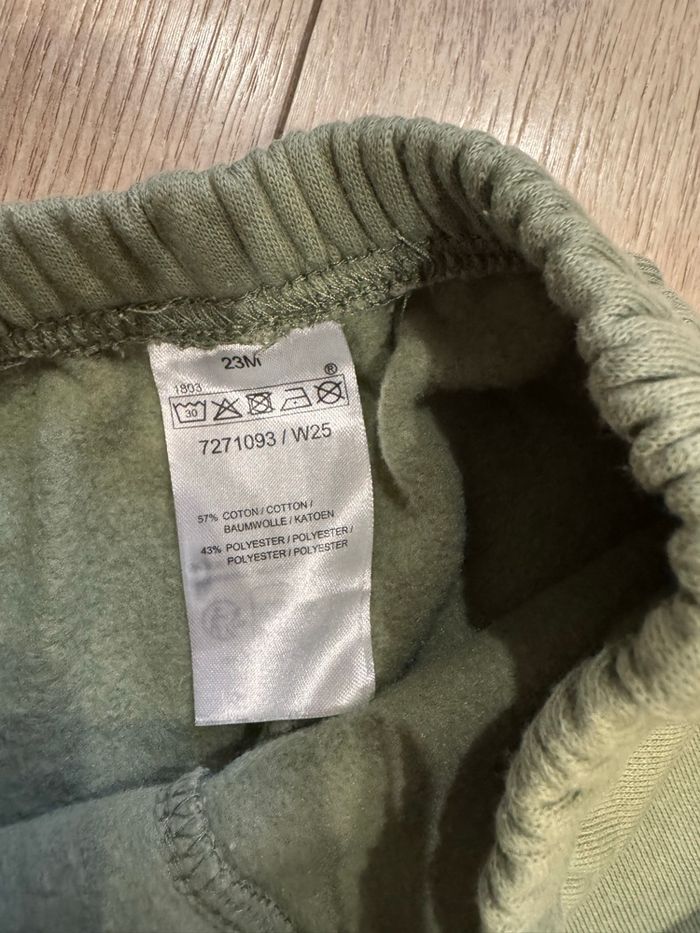 23M
®
1803
30
7271093 / W25
57% COTON / COTTON /
BAUMWOLLE / KATOEN
43% POLYESTER / POLYESTER /
POLYESTER / POLYESTER